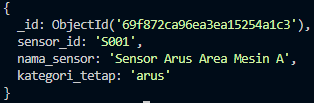 {
  _id: ObjectId('69f872ca96ea3ea15254a1c3'),
  sensor_id: 'S001',
  nama_sensor: 'Sensor Arus Area Mesin A',
  kategori_tetap: 'arus'
}